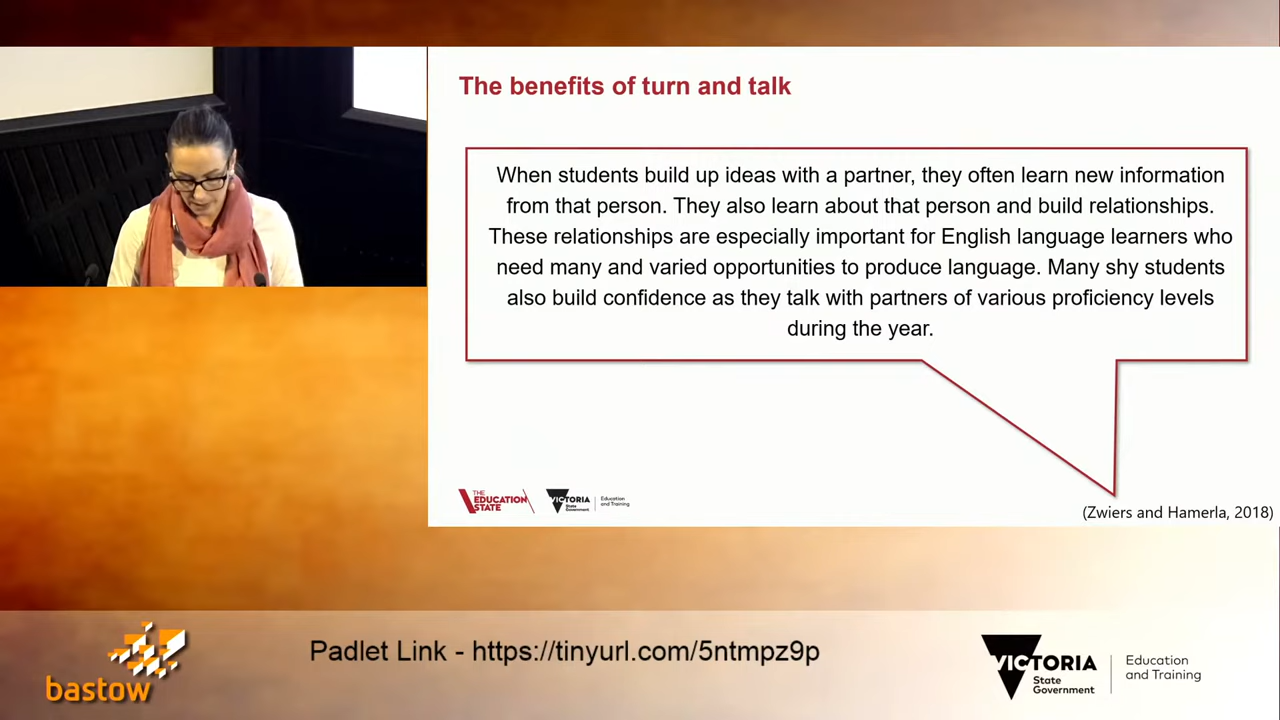 The benefits of turn and talk
When students build up ideas with a partner, they often learn new information
from that person. They also learn about that person and build relationships.
These relationships are especially important for English language learners who
need many and varied opportunities to produce language. Many shy students
also build confidence as they talk with partners of various proficiency levels
during the year.
THE
EDUCATION
STATE
VICTORIA
State
Government
Education
and Training
(Zwiers and Hamerla, 2018)
bastow
Padlet Link - https://tinyurl.com/5ntmpz9p
VICTORIA
State
Government
Education
and Training